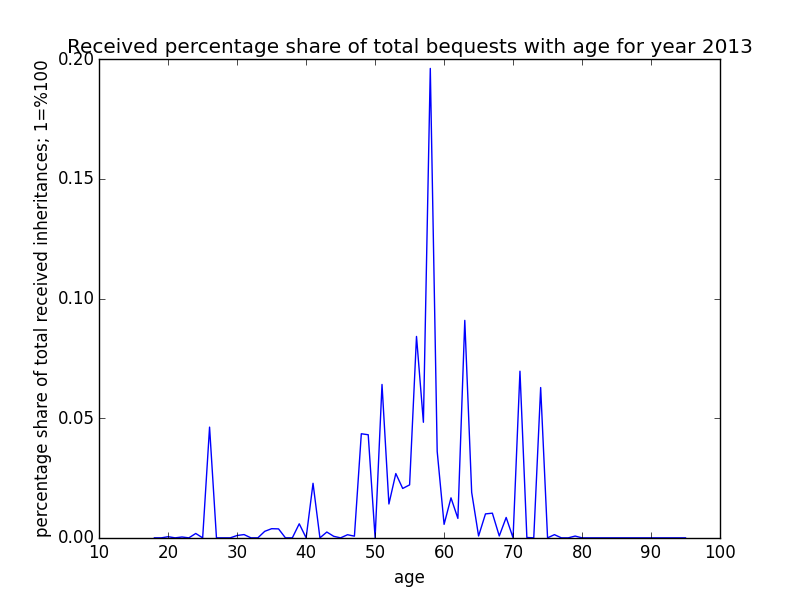 Received percentage share of total bequests with age for year 2013
percentage share of total received inheritances; 1=%100
0.20
0.15
0.10
0.05
0.00
10 20 30 40 50 60 70 80 90 100
age